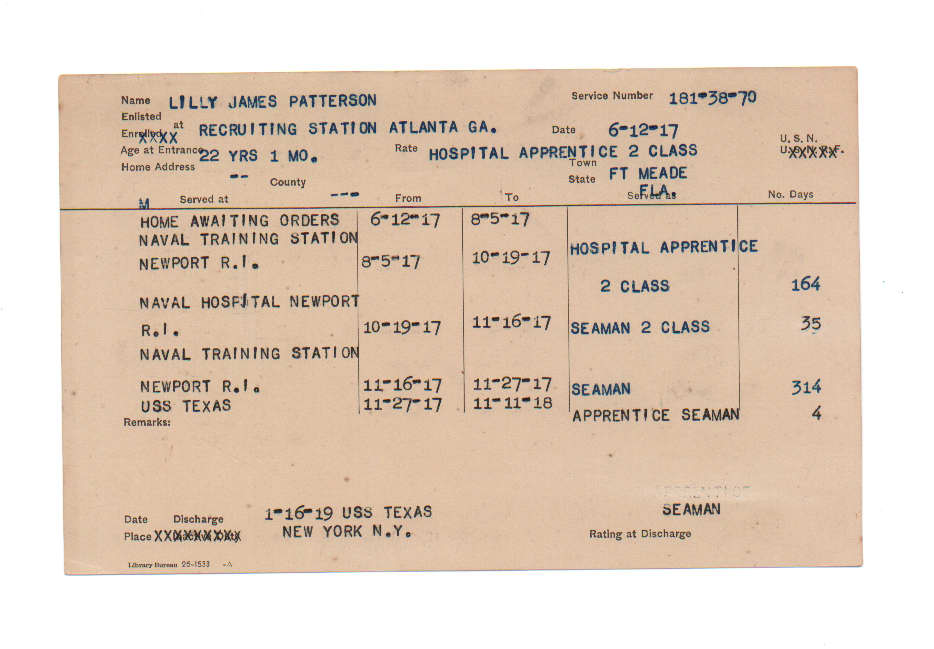 Name LILLY JAMES PATTERSON Service Number 181-38-70
Enlisted
Enrolled at RECRUITING STATION ATLANTA GA. Date 6-12-17 U. S. N.
XXXX U. S. N. R. F. XXXXX
Age at Entrance 22 YRS 1 MO. Rate HOSPITAL APPRENTICE 2 CLASS
Home Address -- County --- Town State FT MEADE FLA.
M Served at From To Served as No. Days
HOME AWAITING ORDERS 6-12-17 8-5-17
NAVAL TRAINING STATION HOSPITAL APPRENTICE
NEWPORT R.I. 8-5-17 10-19-17
2 CLASS 164
NAVAL HOSPITAL NEWPORT
R.I. 10-19-17 11-16-17 SEAMAN 2 CLASS 35
NAVAL TRAINING STATION
NEWPORT R.I. 11-16-17 11-27-17 SEAMAN 314
USS TEXAS 11-27-17 11-11-18
APPRENTICE SEAMAN 4
Remarks:
Date Discharge 1-16-19 USS TEXAS SEAMAN
Place XXXXXXXXX NEW YORK N.Y. Rating at Discharge
Library Bureau 25-1533 -A